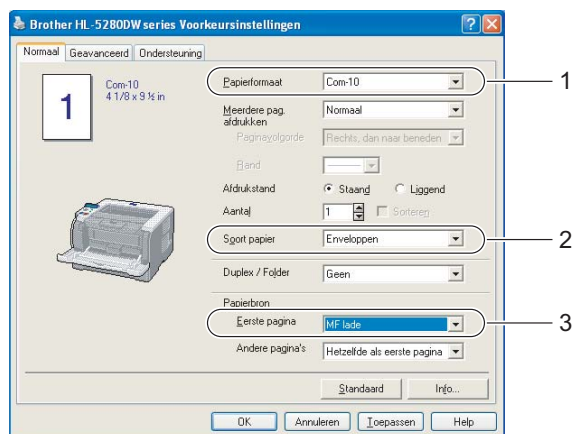 Brother HL-5280DW series Voorkeursinstellingen
Normaal Geavanceerd Ondersteuning
1
Com-10
4 1/8 x 9 ½ in
Papierformaat Com-10 1
Meerdere pag. afdrukken Normaal
Paginavolgorde Rechts, dan naar beneden
Rand
Afdrukstand Staand Liggend
Aantal 1 Sorteren
Soort papier Enveloppen 2
Duplex / Folder Geen
Papierbron
Eerste pagina MF lade 3
Andere pagina's Hetzelfde als eerste pagina
Standaard Info...
OK Annuleren Toepassen Help